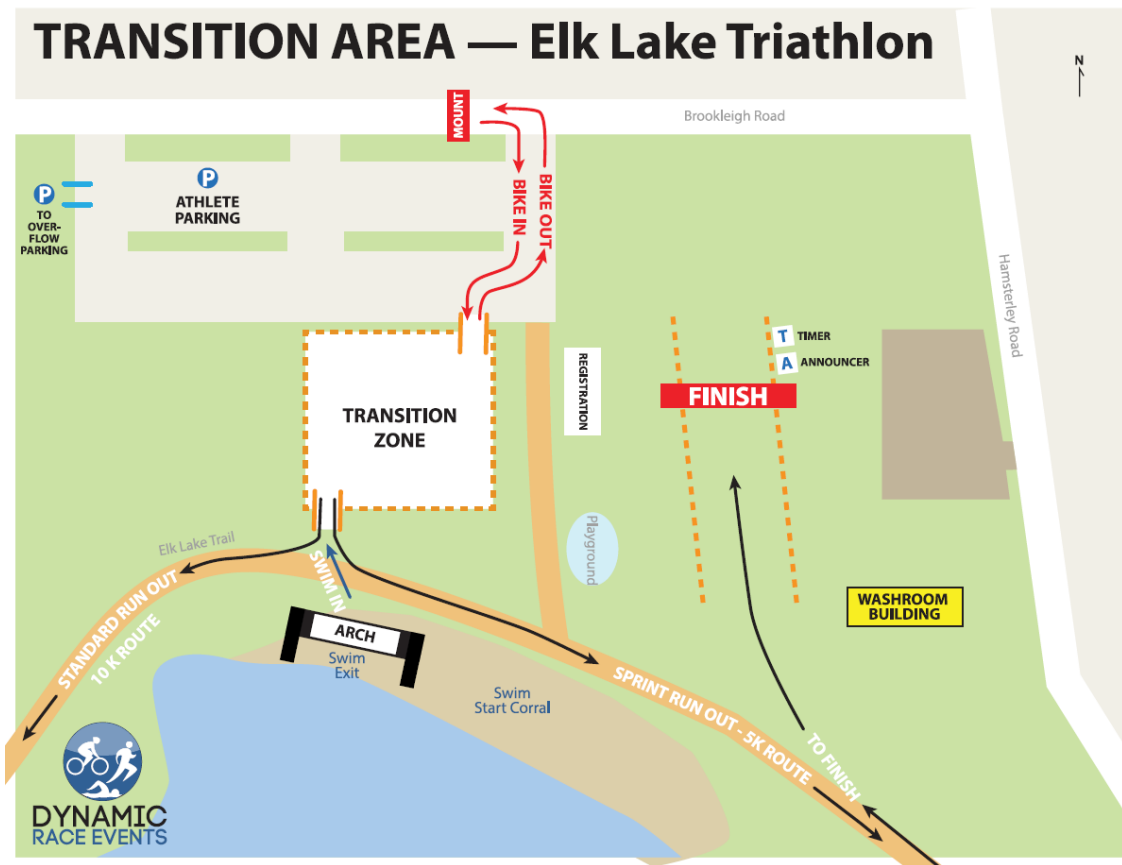 TRANSITION AREA — Elk Lake Triathlon
N
MOUNT
Brookleigh Road
P
ATHLETE
PARKING
P
TO
OVER-
FLOW
PARKING
BIKE IN
BIKE OUT
Hamsterley Road
T TIMER
A ANNOUNCER
REGISTRATION
FINISH
TRANSITION
ZONE
Playground
Elk Lake Trail
SWIM IN
STANDARD RUN OUT
10 K ROUTE
ARCH
Swim
Exit
Swim
Start Corral
WASHROOM
BUILDING
SPRINT RUN OUT - 5K ROUTE
TO FINISH
DYNAMIC
RACE EVENTS